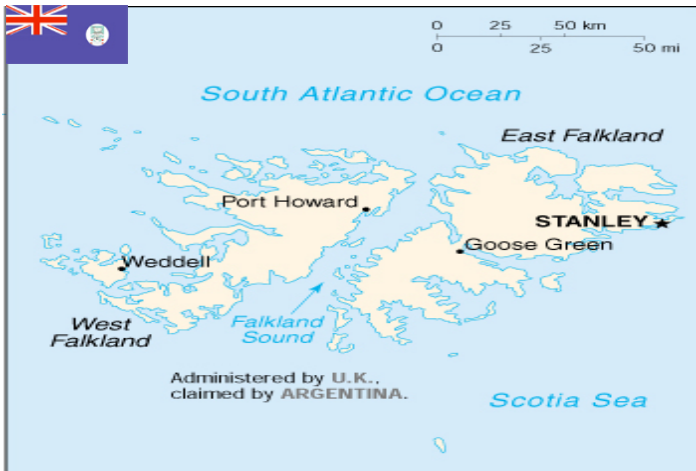 0 25 50 km
0 25 50 mi
South Atlantic Ocean
East Falkland
Port Howard
STANLEY
Goose Green
Weddell
West
Falkland
Falkland
Sound
Administered by U.K.,
claimed by ARGENTINA.
Scotia Sea